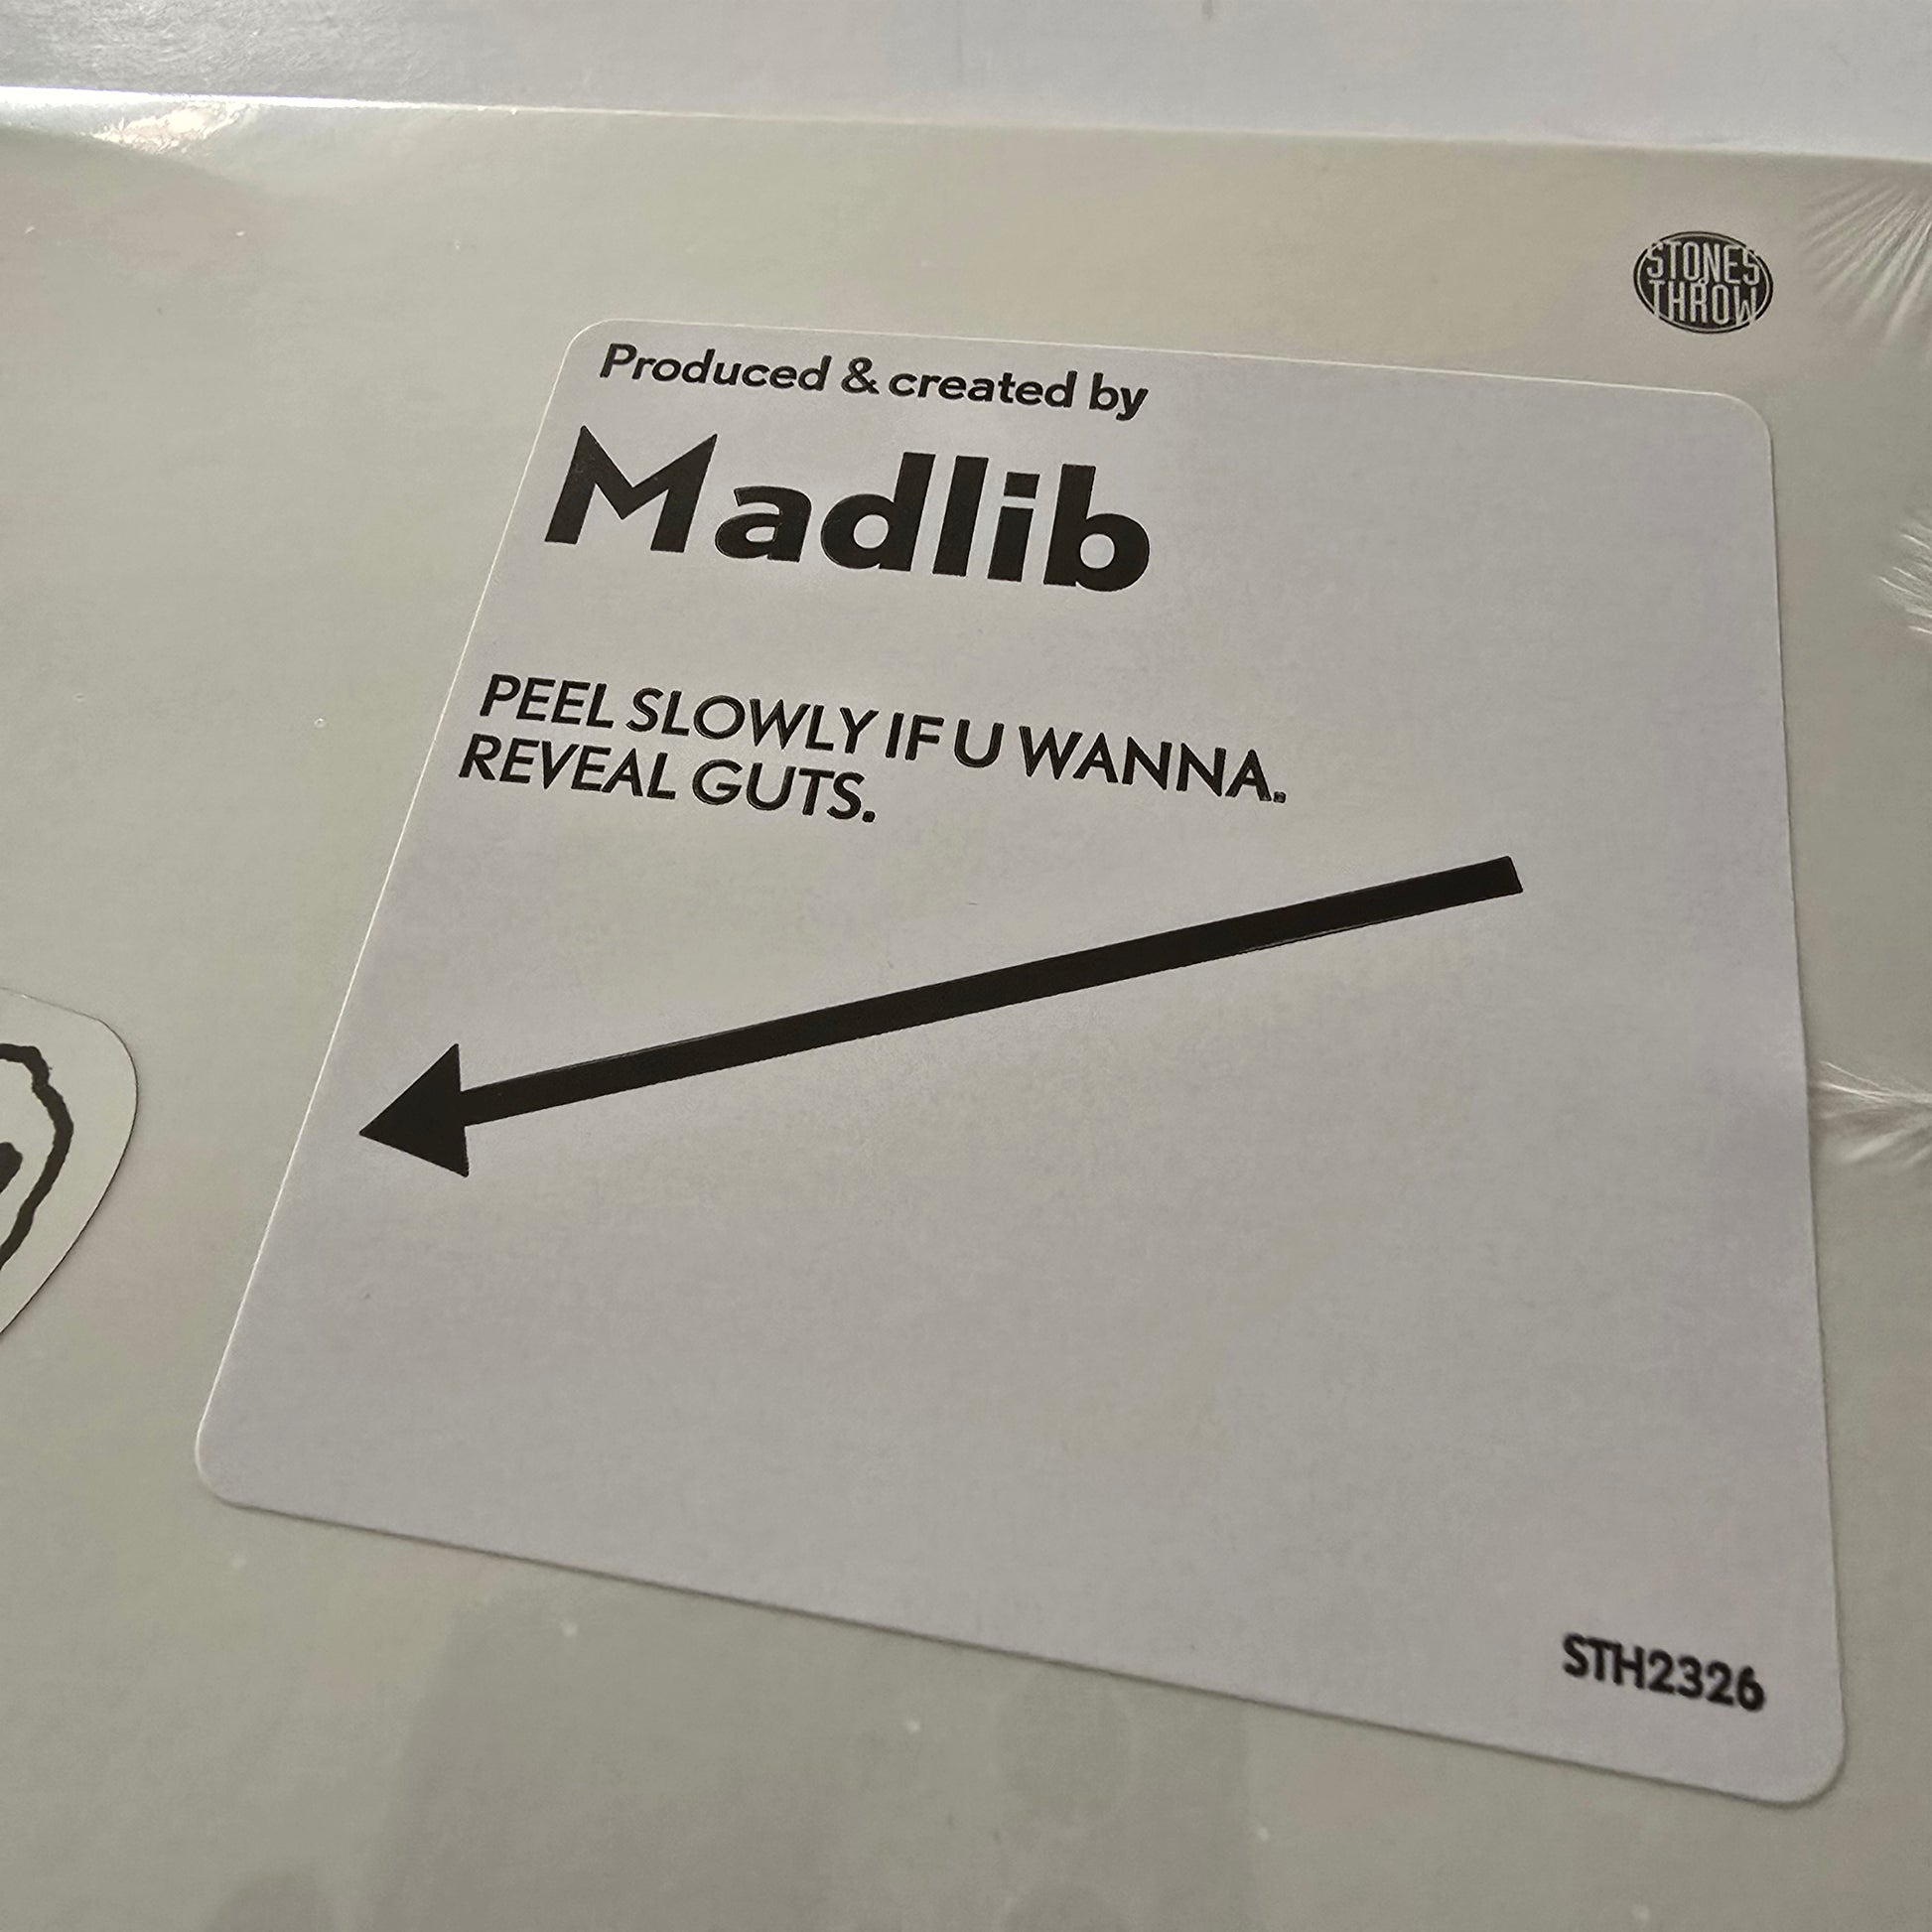 STONES
THROW
Produced & created by
Madlib
PEEL SLOWLY IF U WANNA.
REVEAL GUTS.
STH2326